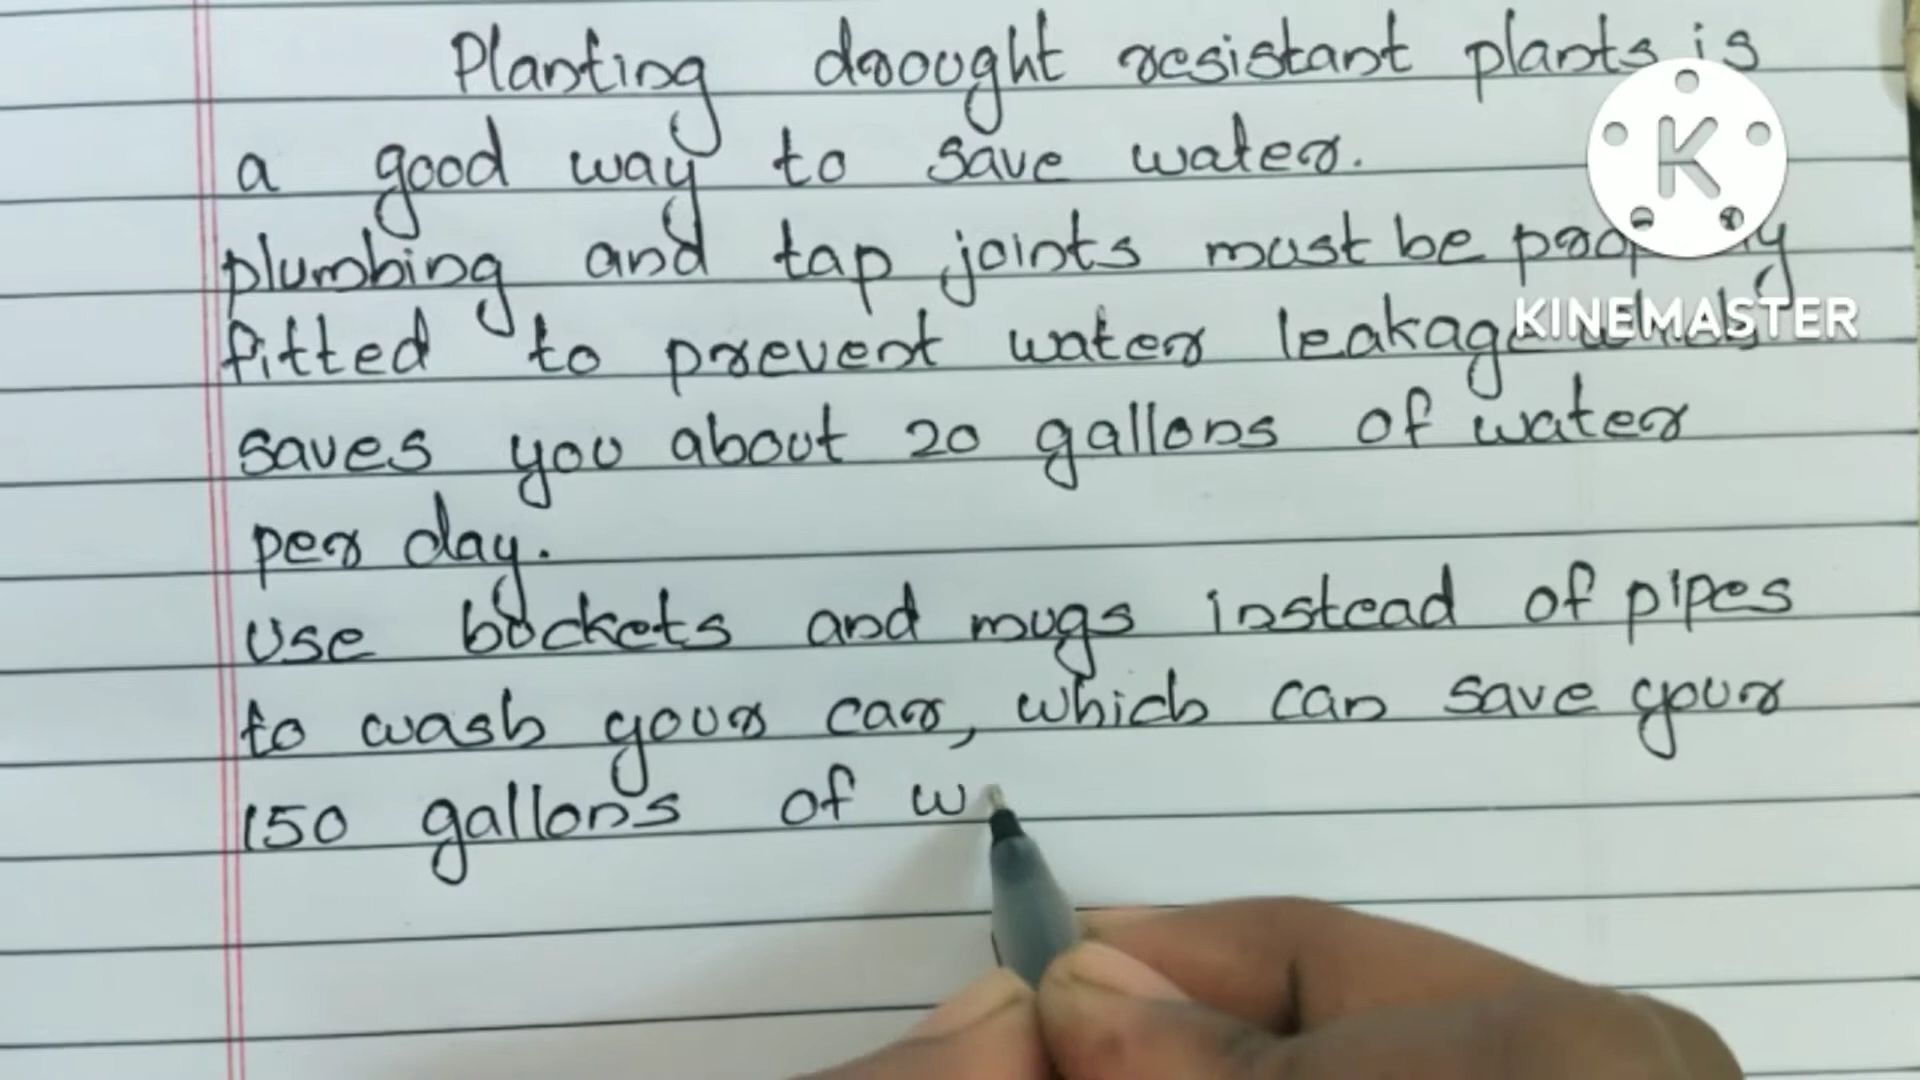 Planting drought resistant plants is
a good way to save water.
plumbing and tap joints must be properly
fitted to prevent water leakage which
saves you about 20 gallons of water
per day.
use buckets and mugs instead of pipes
to wash your car, which can save your
150 gallons of w
K
KINEMASTER